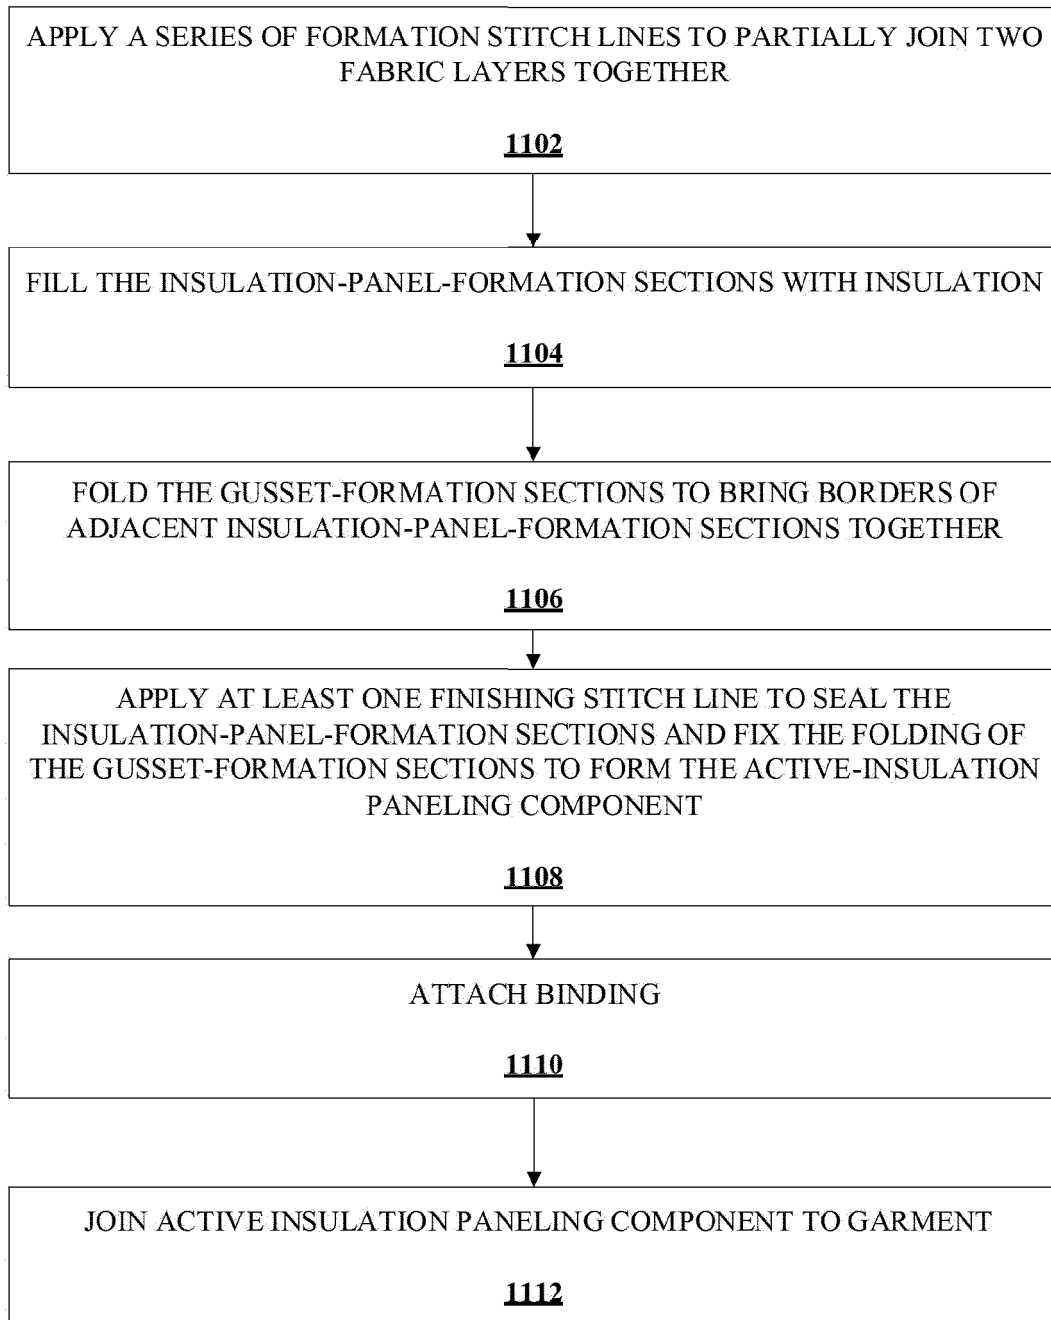 APPLY A SERIES OF FORMATION STITCH LINES TO PARTIALLY JOIN TWO
FABRIC LAYERS TOGETHER
1102
FILL THE INSULATION-PANEL-FORMATION SECTIONS WITH INSULATION
1104
FOLD THE GUSSET-FORMATION SECTIONS TO BRING BORDERS OF
ADJACENT INSULATION-PANEL-FORMATION SECTIONS TOGETHER
1106
APPLY AT LEAST ONE FINISHING STITCH LINE TO SEAL THE
INSULATION-PANEL-FORMATION SECTIONS AND FIX THE FOLDING OF
THE GUSSET-FORMATION SECTIONS TO FORM THE ACTIVE-INSULATION
PANELING COMPONENT
1108
ATTACH BINDING
1110
JOIN ACTIVE INSULATION PANELING COMPONENT TO GARMENT
1112